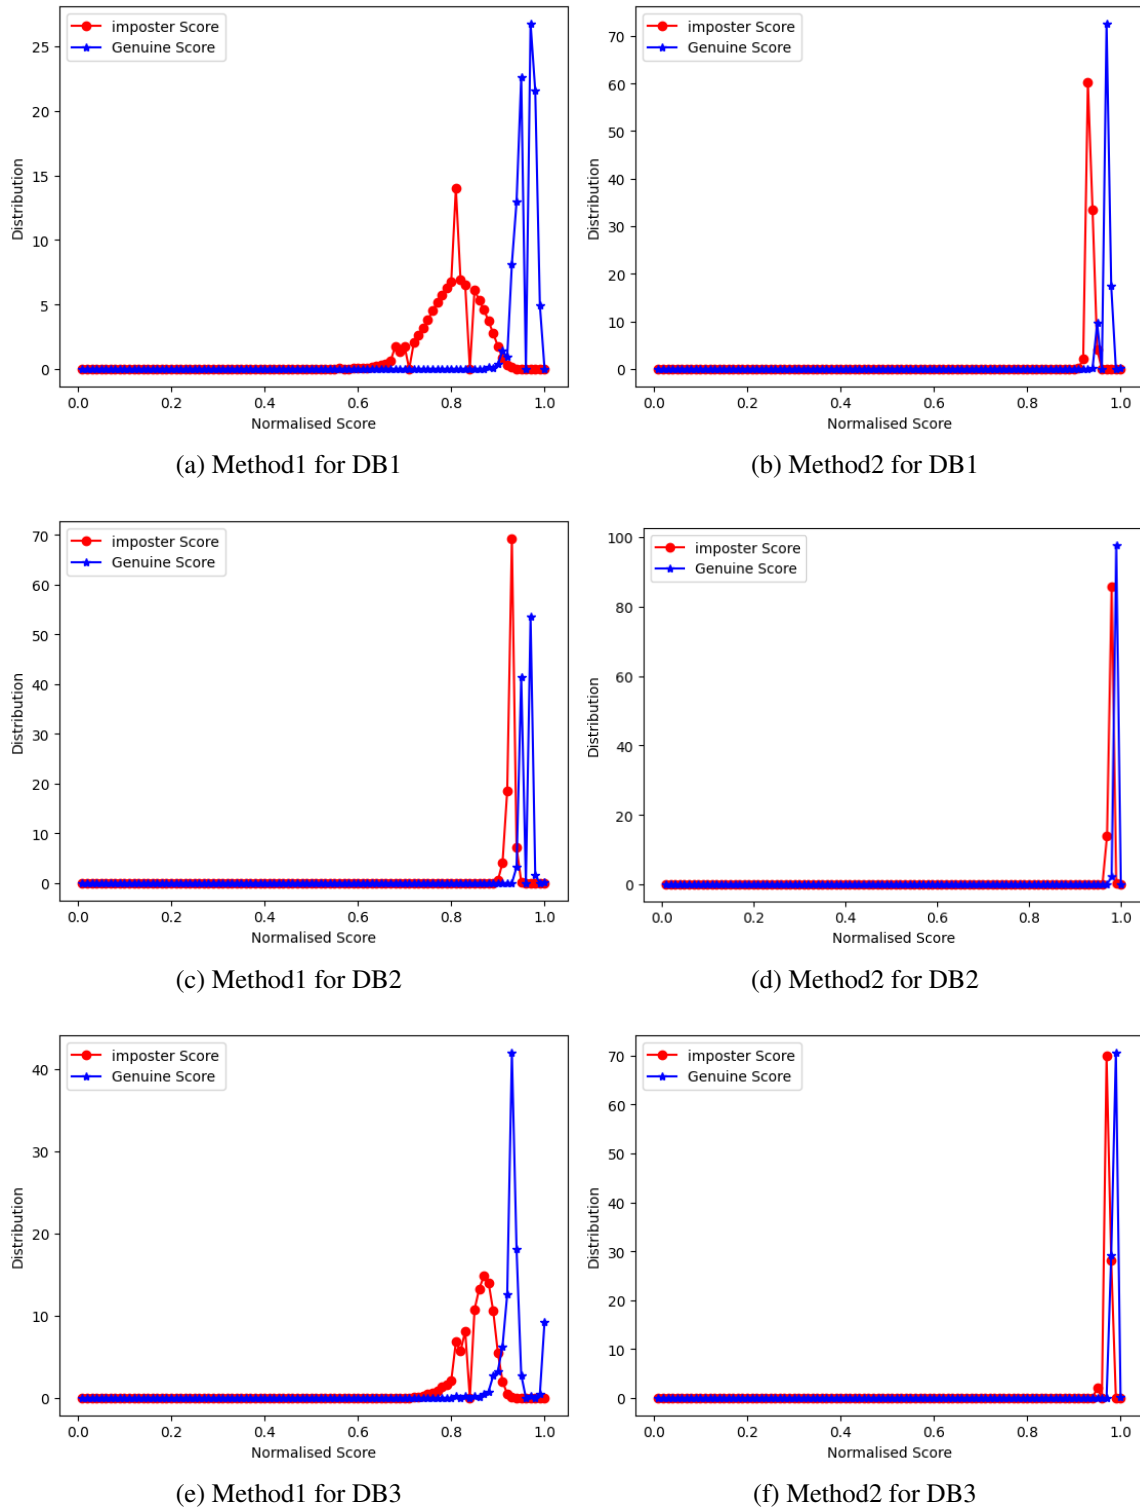 imposter Score
Genuine Score
25
20
15
10
5
0
Distribution
0.0 0.2 0.4 0.6 0.8 1.0
Normalised Score
(a) Method1 for DB1
imposter Score
Genuine Score
70
60
50
40
30
20
10
0
Distribution
0.0 0.2 0.4 0.6 0.8 1.0
Normalised Score
(b) Method2 for DB1
imposter Score
Genuine Score
70
60
50
40
30
20
10
0
Distribution
0.0 0.2 0.4 0.6 0.8 1.0
Normalised Score
(c) Method1 for DB2
imposter Score
Genuine Score
100
80
60
40
20
0
Distribution
0.0 0.2 0.4 0.6 0.8 1.0
Normalised Score
(d) Method2 for DB2
imposter Score
Genuine Score
40
30
20
10
0
Distribution
0.0 0.2 0.4 0.6 0.8 1.0
Normalised Score
(e) Method1 for DB3
imposter Score
Genuine Score
70
60
50
40
30
20
10
0
Distribution
0.0 0.2 0.4 0.6 0.8 1.0
Normalised Score
(f) Method2 for DB3